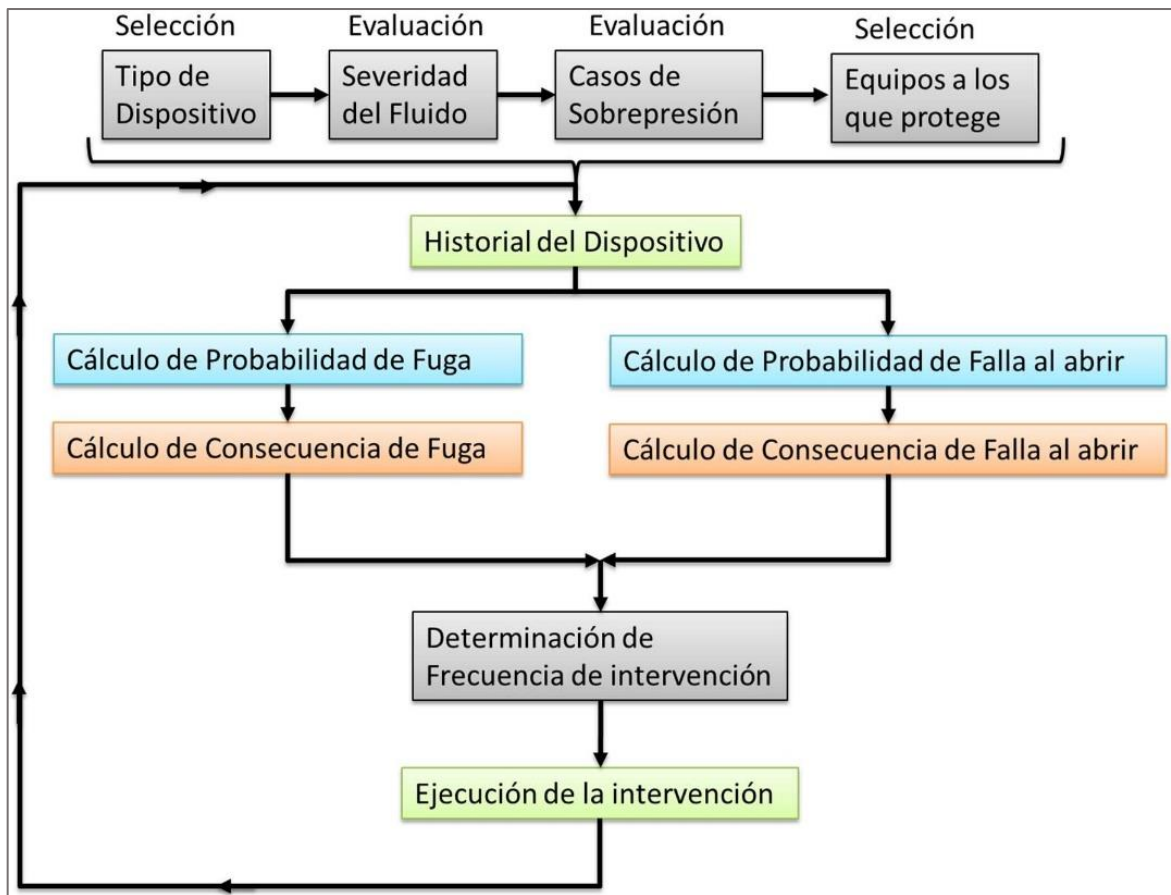 Selección
Evaluación
Evaluación
Selección
Tipo de
Dispositivo
Severidad
del Fluido
Casos de
Sobrepresión
Equipos a los
que protege
Historial del Dispositivo
Cálculo de Probabilidad de Fuga
Cálculo de Probabilidad de Falla al abrir
Cálculo de Consecuencia de Fuga
Cálculo de Consecuencia de Falla al abrir
Determinación de
Frecuencia de intervención
Ejecución de la intervención